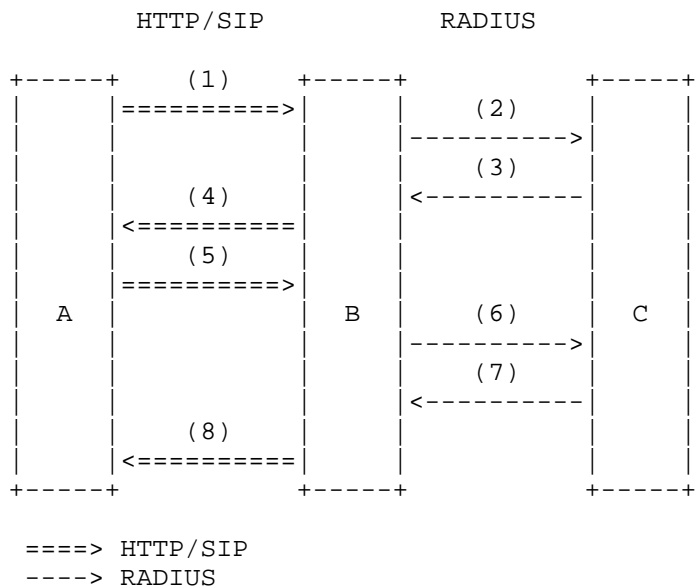 HTTP/SIP RADIUS
+-----+ (1) +-----+ +-----+
| |==========>| | (2) | |
| | | |---------->| |
| | | | (3) | |
| | (4) | |<----------| |
| |<==========| | | |
| | (5) | | | |
| |==========>| | | |
| A | | B | (6) | C |
| | | |---------->| |
| | | | (7) | |
| | | |<----------| |
| | (8) | | | |
| |<==========| | | |
+-----+ +-----+ +-----+
====> HTTP/SIP
----> RADIUS